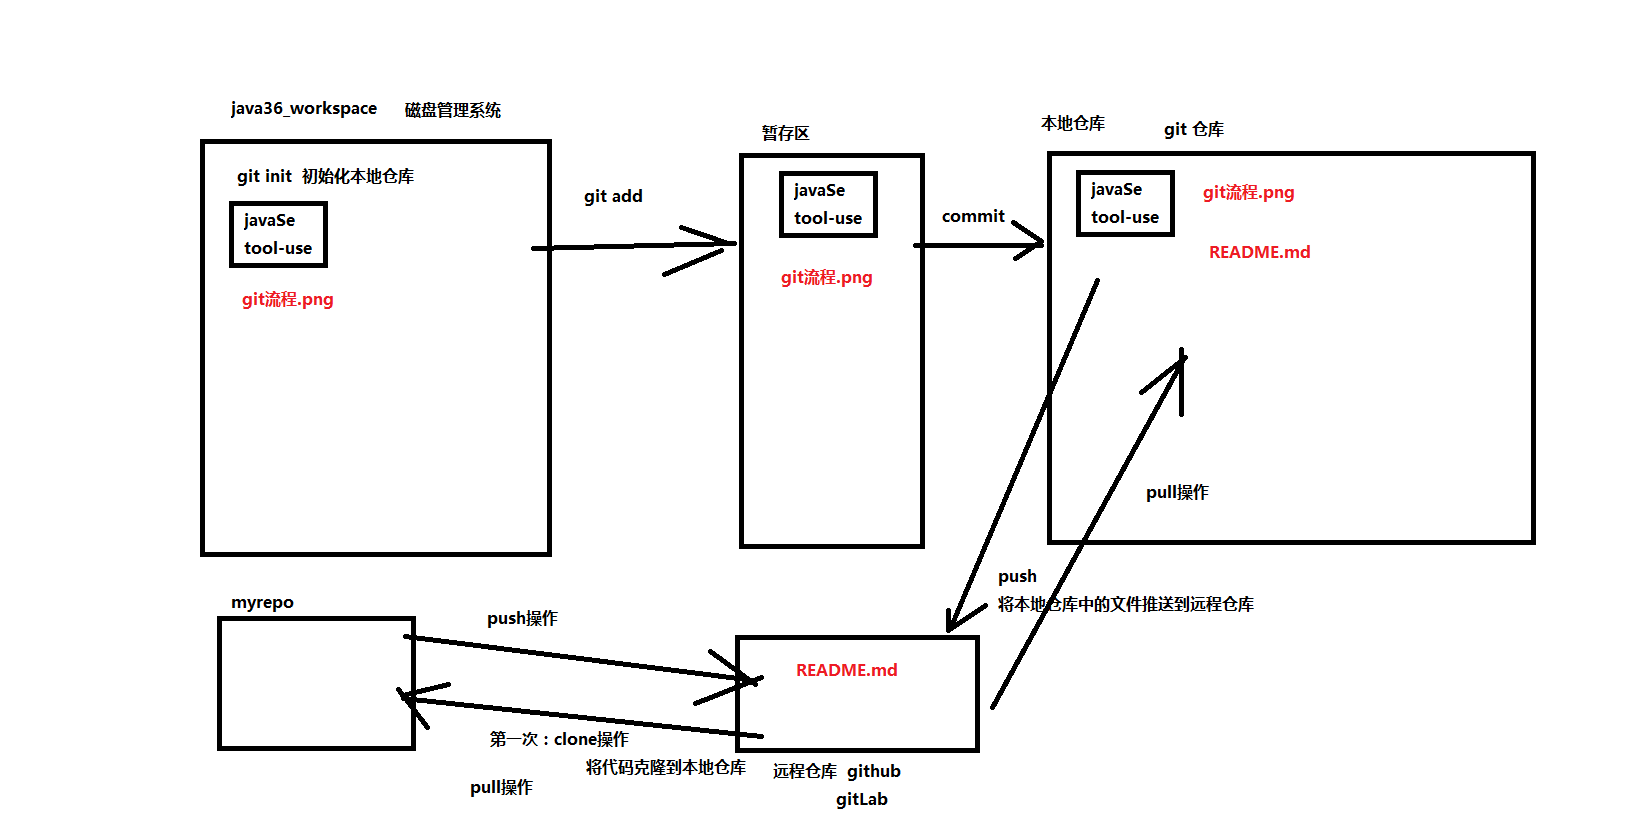 java36_workspace 磁盘管理系统
git init 初始化本地仓库
javaSe
tool-use
git流程.png
git add
暂存区
javaSe
tool-use
git流程.png
commit
本地仓库 git 仓库
javaSe
tool-use
git流程.png
README.md
pull操作
push
将本地仓库中的文件推送到远程仓库
myrepo
push操作
README.md
第一次：clone操作
将代码克隆到本地仓库
pull操作
远程仓库 github
gitLab